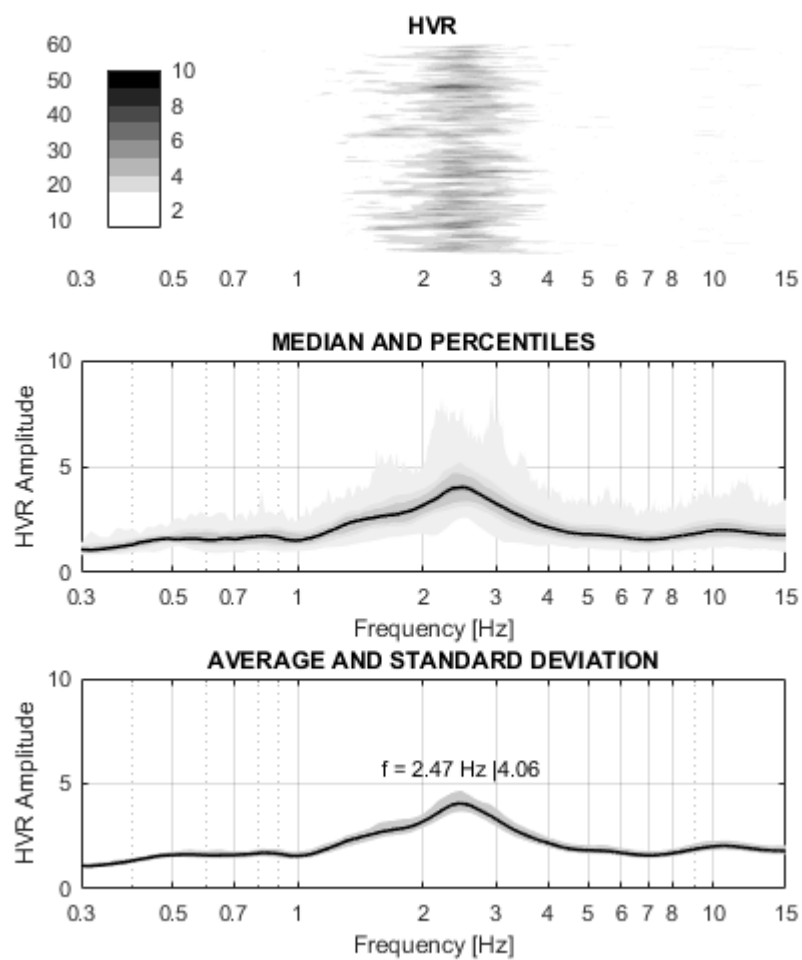 HVR
60
50
40
30
20
10
10
8
6
4
2
0.3 0.5 0.7 1 2 3 4 5 6 7 8 10 15
MEDIAN AND PERCENTILES
HVR Amplitude
10
5
0
0.3 0.5 0.7 1 2 3 4 5 6 7 8 10 15
Frequency [Hz]
AVERAGE AND STANDARD DEVIATION
HVR Amplitude
10
5
0
f = 2.47 Hz |4.06
0.3 0.5 0.7 1 2 3 4 5 6 7 8 10 15
Frequency [Hz]